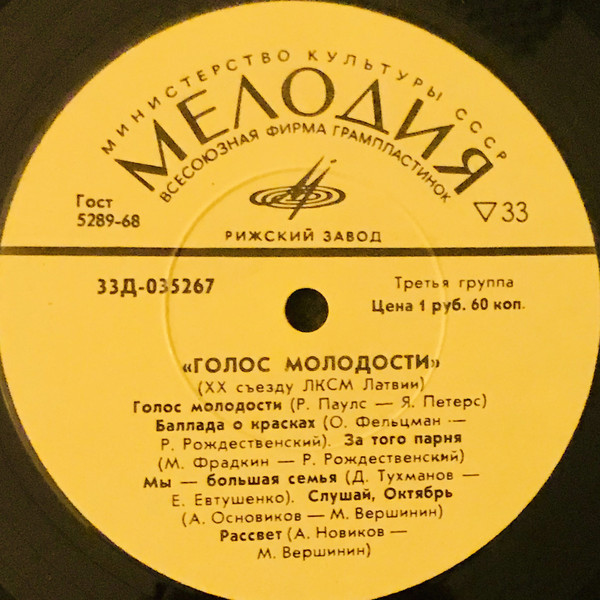 МИНИСТЕРСТВО КУЛЬТУРЫ СССР
МЕЛОДИЯ
ВСЕСОЮЗНАЯ ФИРМА ГРАМПЛАСТИНОК
Гост
5289-68
▽33
РИЖСКИЙ ЗАВОД
33Д-035267
Третья группа
Цена 1 руб. 60 коп.
«ГОЛОС МОЛОДОСТИ»
(XX съезду ЛКСМ Латвии)
Голос молодости (Р. Паулс — Я. Петерс)
Баллада о красках (О. Фельцман —
Р. Рождественский). За того парня
(М. Фрадкин — Р. Рождественский)
Мы — большая семья (Д. Тухманов —
Е. Евтушенко). Слушай, Октябрь
(А. Основиков — М. Вершинин)
Рассвет (А. Новиков —
М. Вершинин)